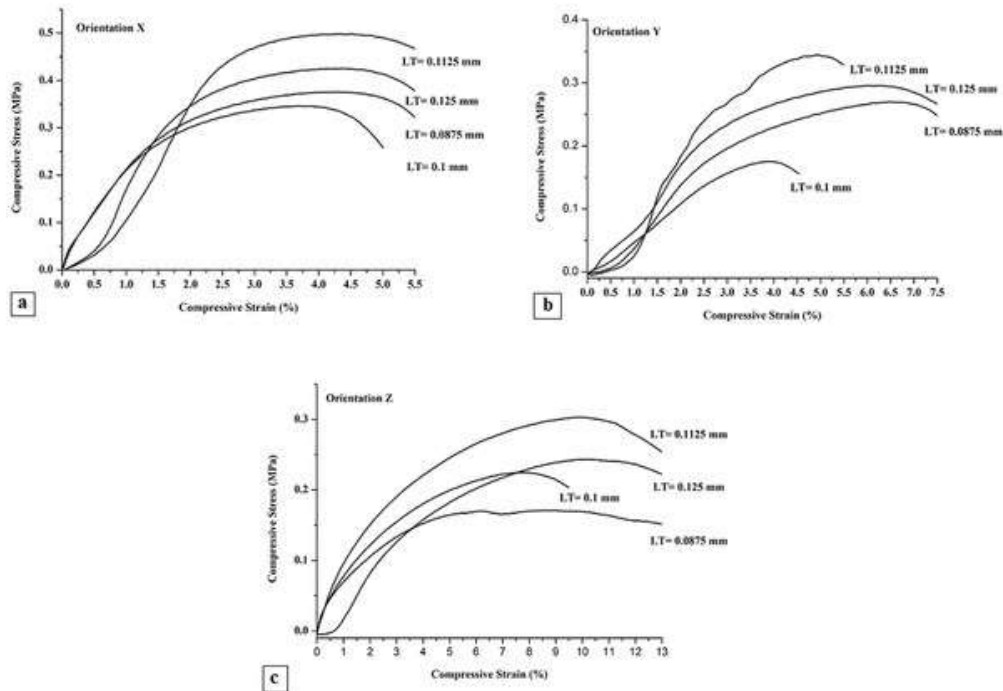 Orientation X
0.5
0.4
0.3
0.2
0.1
0.0
Compressive Stress (MPa)
LT= 0.1125 mm
LT= 0.125 mm
LT= 0.0875 mm
LT= 0.1 mm
0.0 0.5 1.0 1.5 2.0 2.5 3.0 3.5 4.0 4.5 5.0 5.5
Compressive Strain (%)
a
Orientation Y
0.4
0.3
0.2
0.1
0.0
Compressive Stress (MPa)
LT= 0.1125 mm
LT= 0.125 mm
LT= 0.0875 mm
LT= 0.1 mm
0.0 0.5 1.0 1.5 2.0 2.5 3.0 3.5 4.0 4.5 5.0 5.5 6.0 6.5 7.0 7.5
Compressive Strain (%)
b
Orientation Z
0.3
0.2
0.1
0.0
Compressive Stress (MPa)
LT= 0.1125 mm
LT= 0.125 mm
LT= 0.1 mm
LT= 0.0875 mm
0 1 2 3 4 5 6 7 8 9 10 11 12 13
Compressive Strain (%)
c